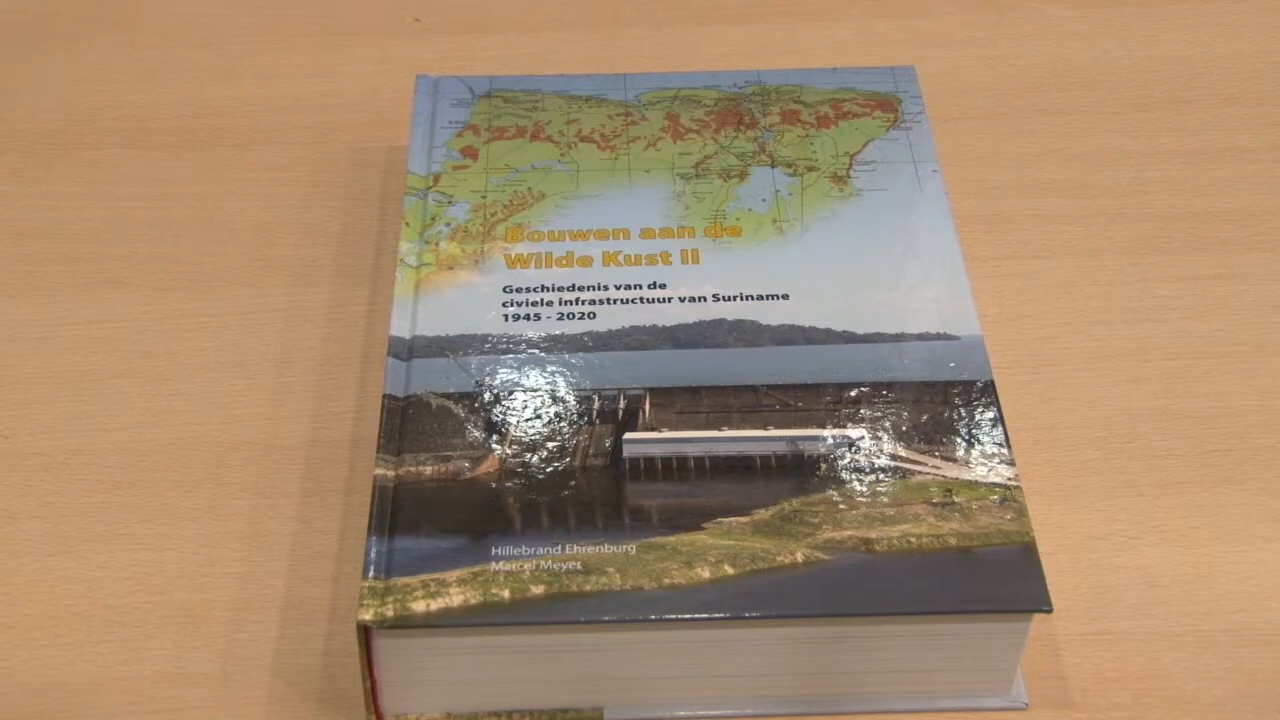 Bouwen aan de
Wilde Kust II
Geschiedenis van de
civiele infrastructuur van Suriname
1945 - 2020
Hillebrand Ehrenburg
Marcel Meyer